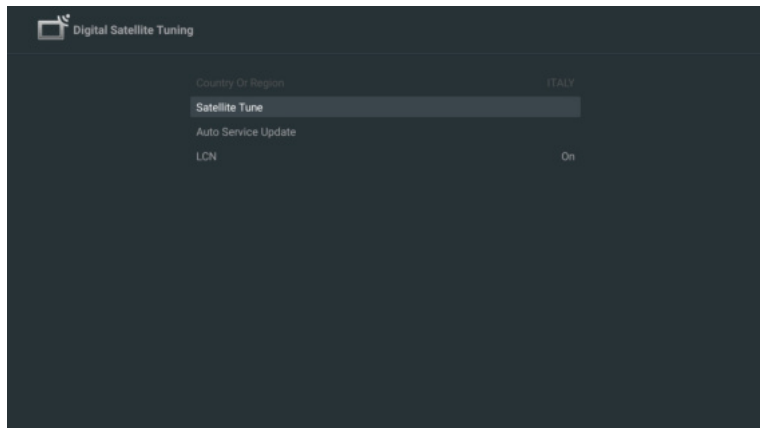 Digital Satellite Tuning
Country Or Region ITALY
Satellite Tune
Auto Service Update
LCN On